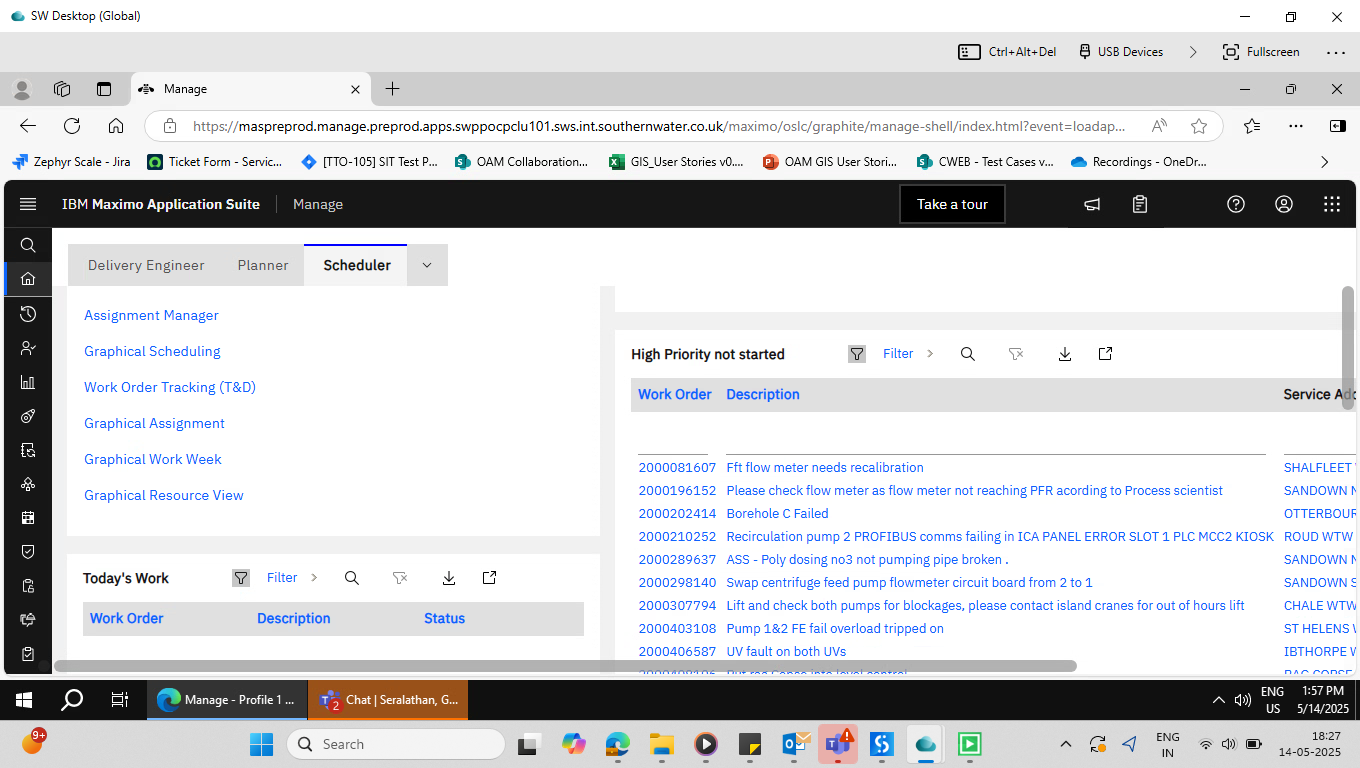 SW Desktop (Global)
Ctrl+Alt+Del USB Devices Fullscreen
Manage
https://maspreprod.manage.preprod.apps.swppocpclu101.sws.int.southernwater.co.uk/maximo/oslc/graphite/manage-shell/index.html?event=loadap...
Zephyr Scale - Jira Ticket Form - Servic... [TTO-105] SIT Test P... OAM Collaboration... GIS_User Stories v0.... OAM GIS User Stori... CWEB - Test Cases v... Recordings - OneDr...
IBM Maximo Application Suite Manage Take a tour
Delivery Engineer Planner Scheduler
Assignment Manager
Graphical Scheduling
Work Order Tracking (T&D)
Graphical Assignment
Graphical Work Week
Graphical Resource View
Today's Work Filter
Work Order Description Status
High Priority not started Filter
Work Order Description Service Adc
2000081607 Fft flow meter needs recalibration SHALFLEET
2000196152 Please check flow meter as flow meter not reaching PFR acording to Process scientist SANDOWN N
2000202414 Borehole C Failed OTTERBOUR
2000210252 Recirculation pump 2 PROFIBUS comms failing in ICA PANEL ERROR SLOT 1 PLC MCC2 KIOSK ROUD WTW
2000289637 ASS - Poly dosing no3 not pumping pipe broken . SANDOWN N
2000298140 Swap centrifuge feed pump flowmeter circuit board from 2 to 1 SANDOWN S
2000307794 Lift and check both pumps for blockages, please contact island cranes for out of hours lift CHALE WTW
2000403108 Pump 1&2 FE fail overload tripped on ST HELENS W
2000406587 UV fault on both UVs IBTHORPE W
Manage - Profile 1 ... 2 Chat | Seralathan, G...
ENG
US
1:57 PM
5/14/2025
9+ Search
ENG
IN
18:27
14-05-2025